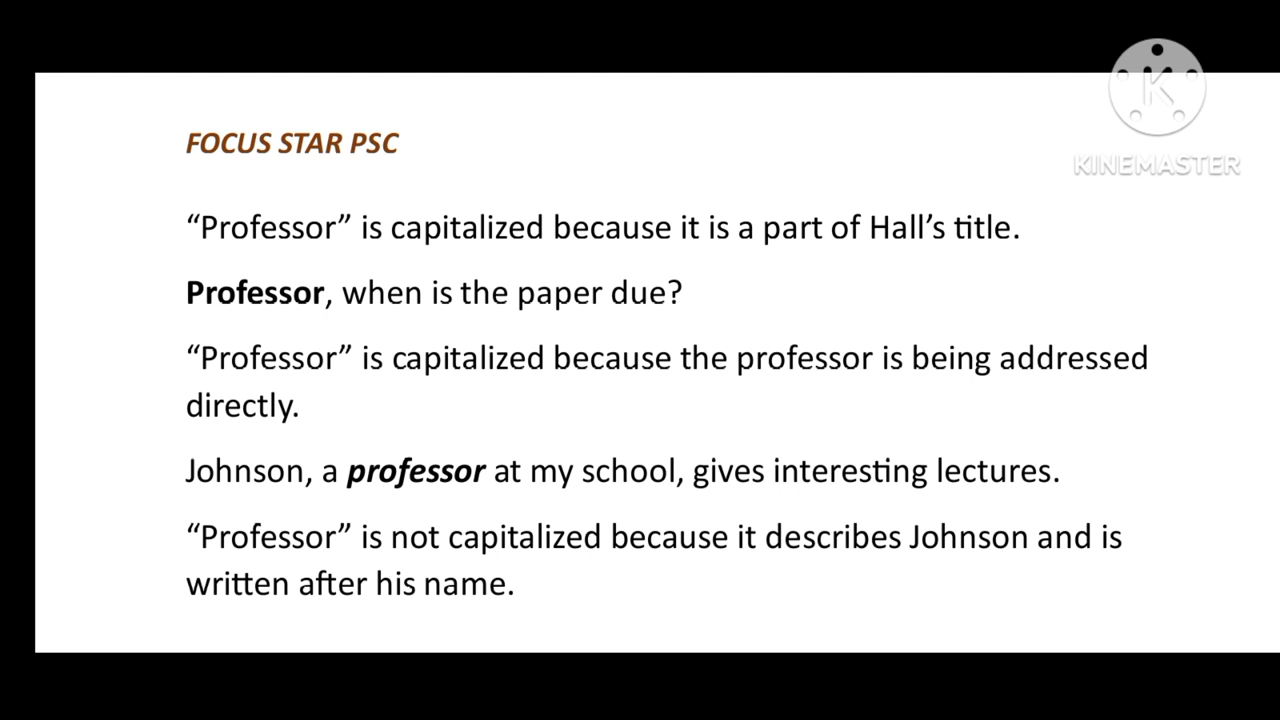 FOCUS STAR PSC
K
KINEMASTER
“Professor” is capitalized because it is a part of Hall’s title.
Professor, when is the paper due?
“Professor” is capitalized because the professor is being addressed
directly.
Johnson, a professor at my school, gives interesting lectures.
“Professor” is not capitalized because it describes Johnson and is
written after his name.